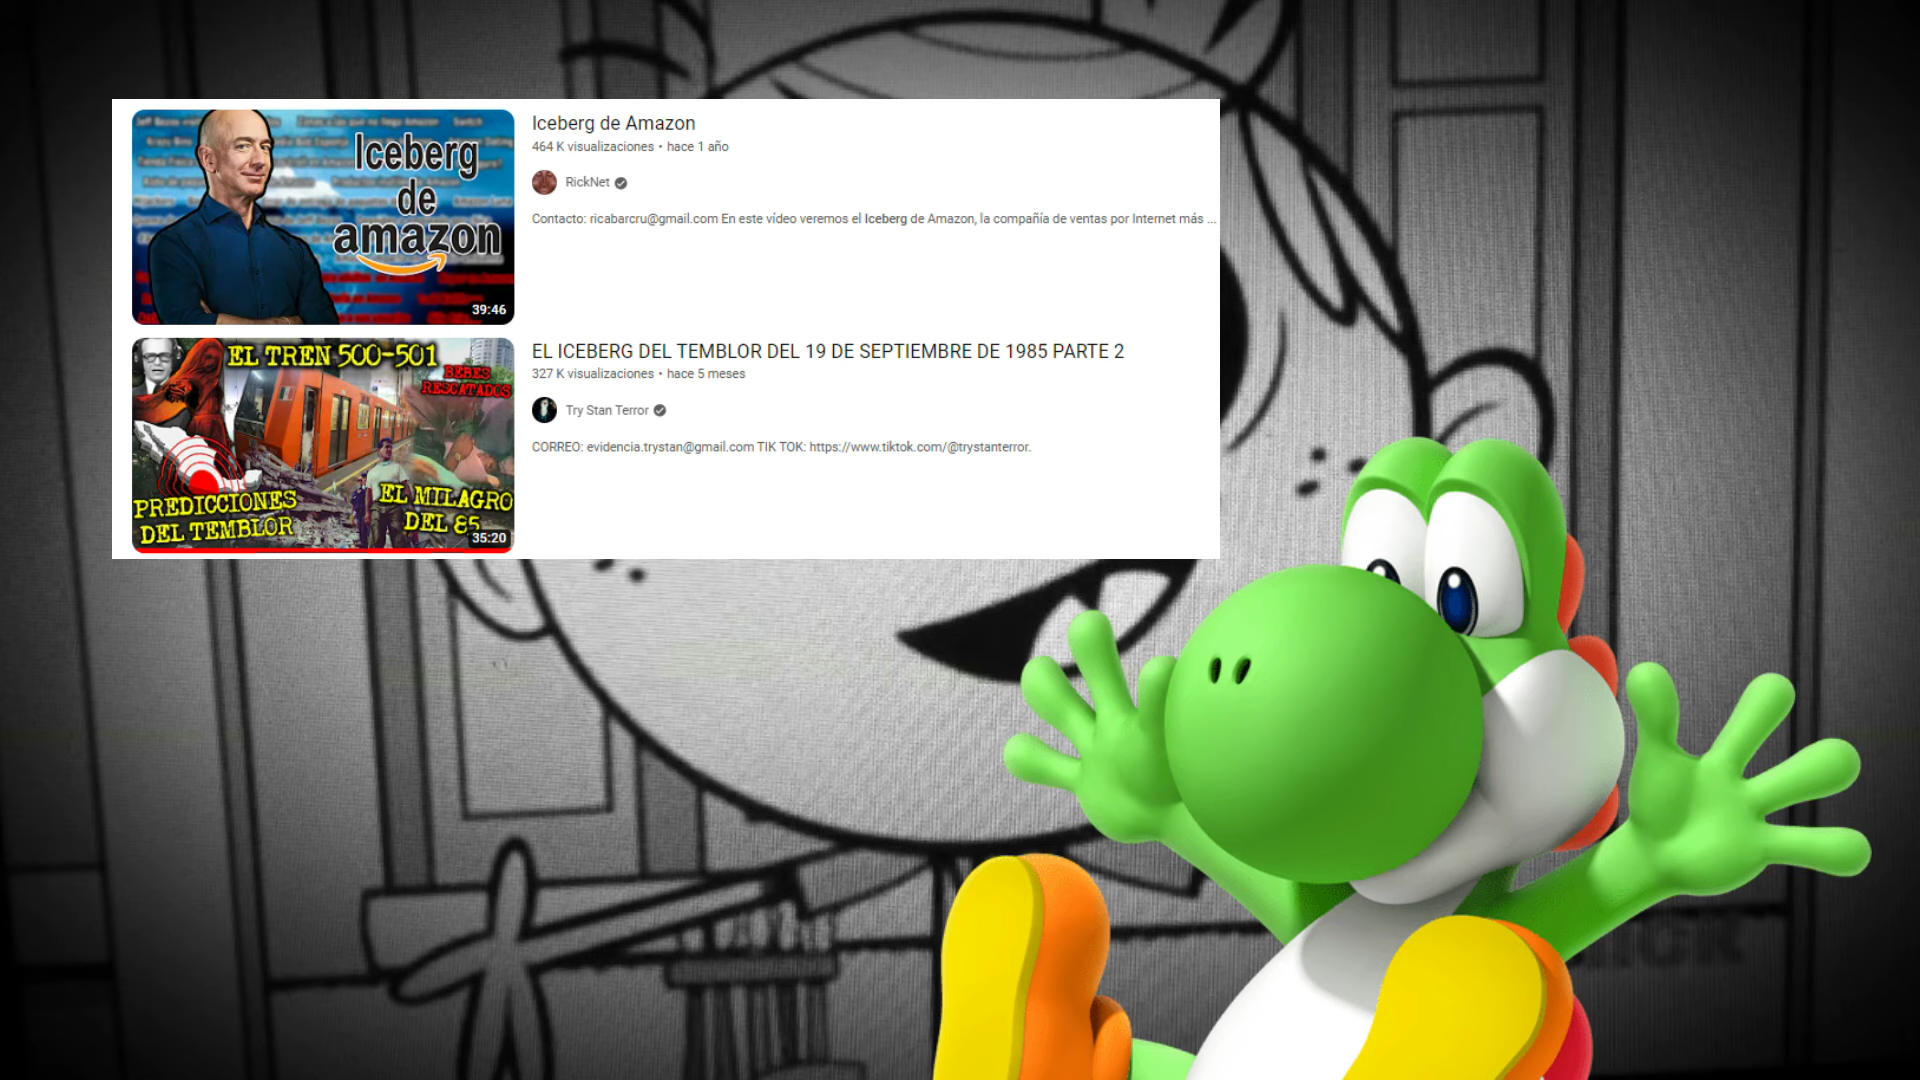 Iceberg
de
amazon
39:46
Iceberg de Amazon
464 K visualizaciones • hace 1 año
RickNet
Contacto: ricabarcru@gmail.com En este vídeo veremos el Iceberg de Amazon, la compañía de ventas por Internet más ...
EL TREN 500-501
BEBES
RESCATADOS
PREDICCIONES
DEL TEMBLOR
EL MILAGRO
DEL 85
35:20
EL ICEBERG DEL TEMBLOR DEL 19 DE SEPTIEMBRE DE 1985 PARTE 2
327 K visualizaciones • hace 5 meses
Try Stan Terror
CORREO: evidencia.trystan@gmail.com TIK TOK: https://www.tiktok.com/@trystanterror.